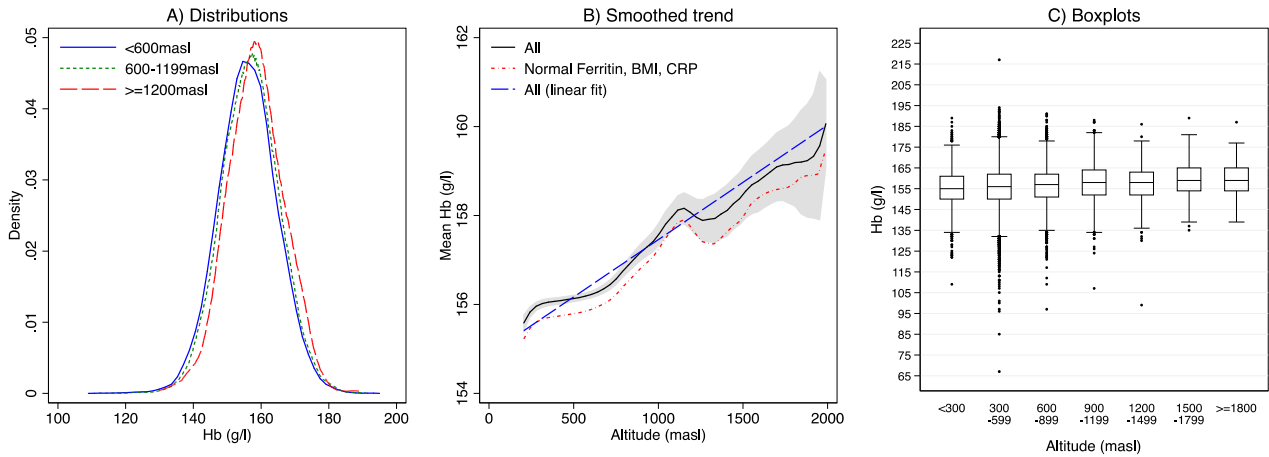 A) Distributions
<600masl
600-1199masl
>=1200masl
.05
.04
.03
.02
.01
0
Density
100
120
140
160
180
200
Hb (g/l)
B) Smoothed trend
All
Normal Ferritin, BMI, CRP
All (linear fit)
162
160
158
156
154
Mean Hb (g/l)
0
500
1000
1500
2000
Altitude (masl)
C) Boxplots
225
215
205
195
185
175
165
155
145
135
125
115
105
95
85
75
65
Hb (g/l)
<300 300 600 900 1200 1500 >=1800
-599 -899 -1199 -1499 -1799
Altitude (masl)